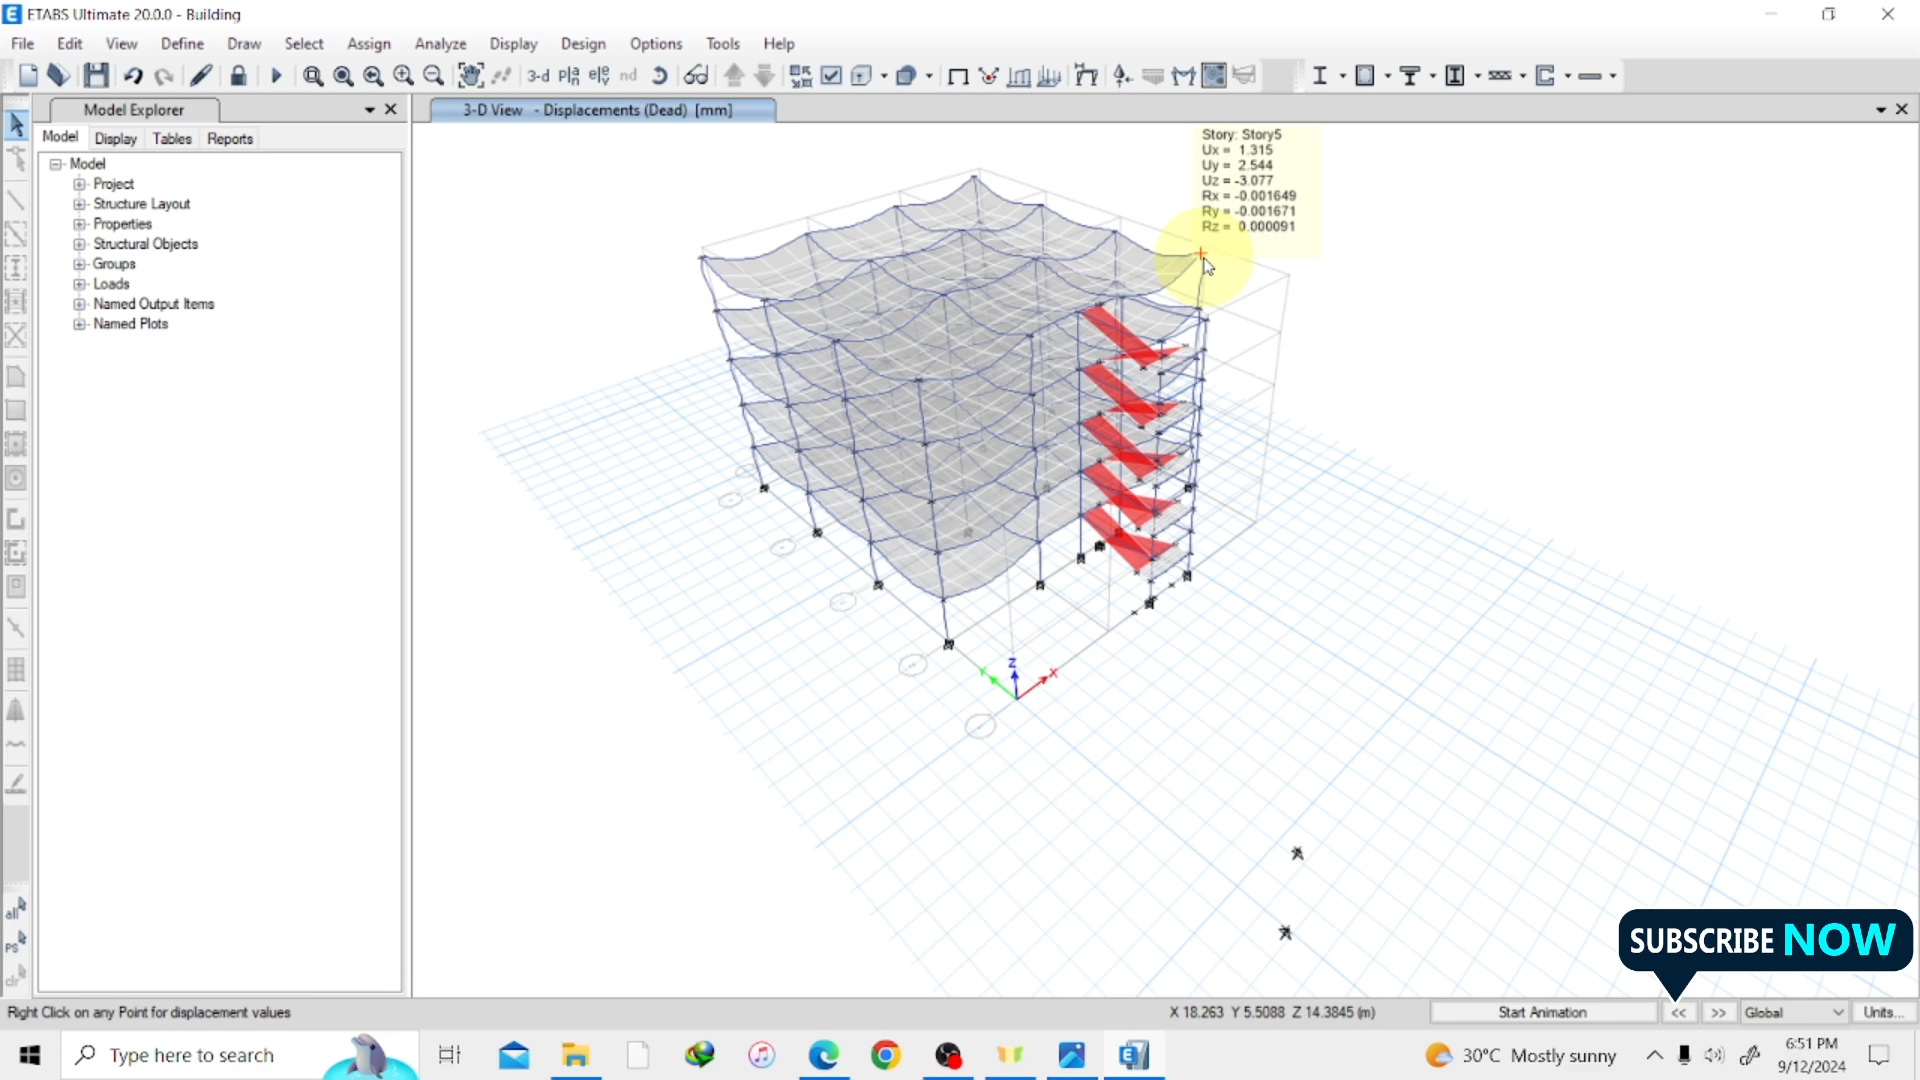 ETABS Ultimate 20.0.0 - Building
File Edit View Define Draw Select Assign Analyze Display Design Options Tools Help
3-d
nd
Model Explorer
3-D View - Displacements (Dead) [mm]
Model Display Tables Reports
Model
Project
Structure Layout
Properties
Structural Objects
Groups
Loads
Named Output Items
Named Plots
Story: Story5
Ux = 1.315
Uy = 2.544
Uz = -3.077
Rx = -0.001649
Ry = -0.001671
Rz = 0.000091
Z
Y
X
all
PS
clr
SUBSCRIBE NOW
Right Click on any Point for displacement values
X 18.263 Y 5.5088 Z 14.3845 (m)
Start Animation
<<
>>
Global
Units...
Type here to search
30°C Mostly sunny
6:51 PM
9/12/2024